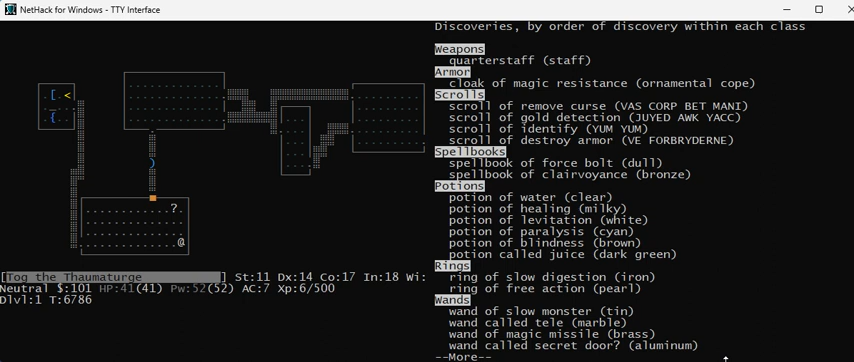 NetHack for Windows - TTY Interface
Discoveries, by order of discovery within each class
Weapons
quarterstaff (staff)
Armor
cloak of magic resistance (ornamental cope)
Scrolls
scroll of remove curse (VAS CORP BET MANI)
scroll of gold detection (JUYED AWK YACC)
scroll of identify (YUM YUM)
scroll of destroy armor (VE FORBRYDERNE)
Spellbooks
spellbook of force bolt (dull)
spellbook of clairvoyance (bronze)
Potions
potion of water (clear)
potion of healing (milky)
potion of levitation (white)
potion of paralysis (cyan)
potion of blindness (brown)
potion called juice (dark green)
Rings
ring of slow digestion (iron)
ring of free action (pearl)
Wands
wand of slow monster (tin)
wand called tele (marble)
wand of magic missile (brass)
wand called secret door? (aluminum)
--More--
[Tog the Thaumaturge ] St:11 Dx:14 Co:17 In:18 Wi:
Neutral $:101 HP:41(41) Pw:52(52) AC:7 Xp:6/500
Dlvl:1 T:6786